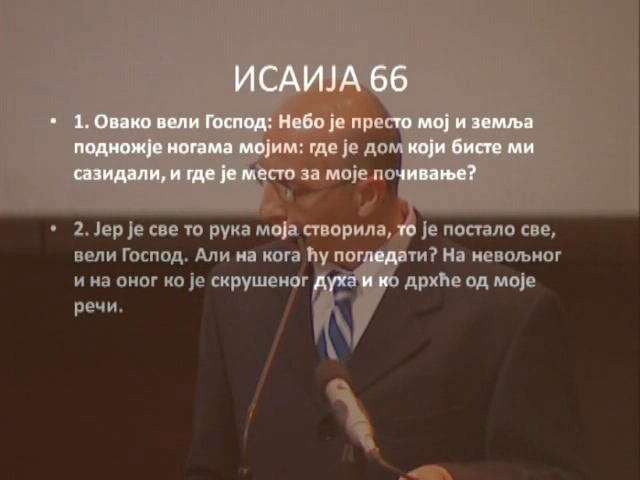 ИСАИЈА 66
• 1. Овако вели Господ: Небо је престо мој и земља
подножје ногама мојим: где је дом који бисте ми
сазидали, и где је место за моје почивање?
• 2. Јер је све то рука моја створила, то је постало све,
вели Господ. Али на кога ћу погледати? На невољног
и на оног ко је скрушеног духа и ко дрхће од моје
речи.